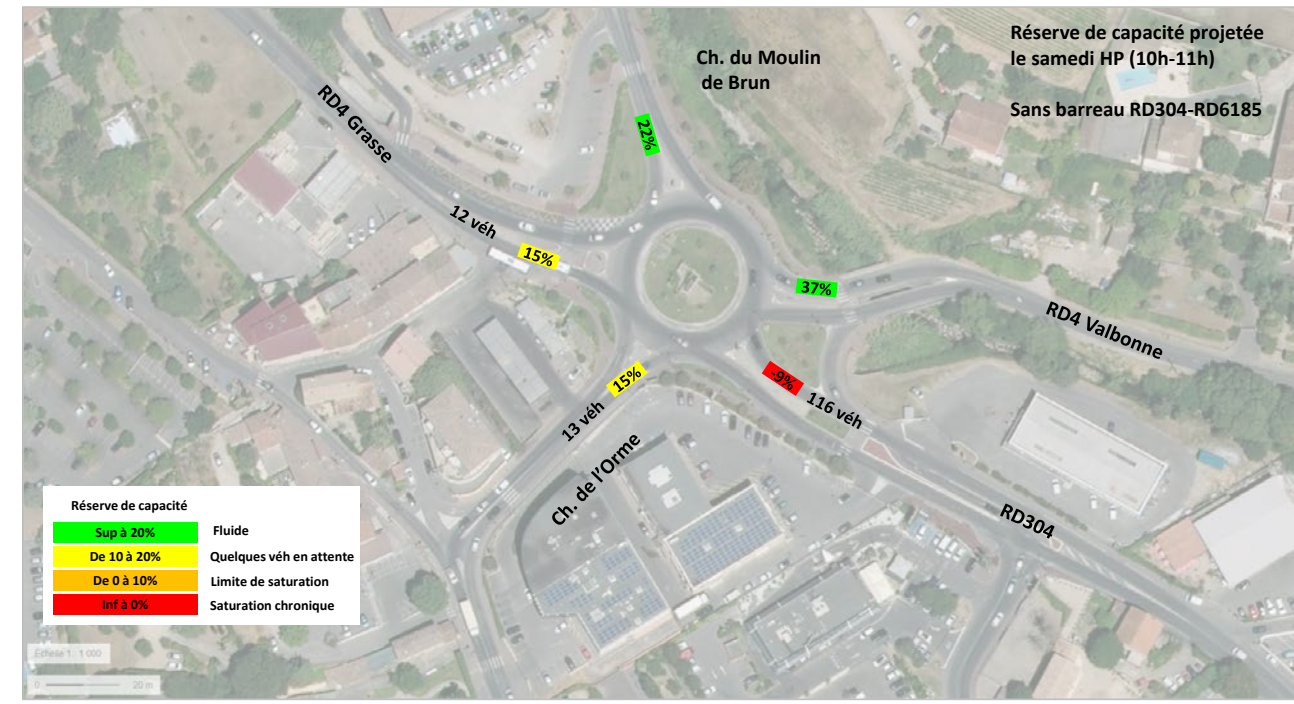 Réserve de capacité projetée
le samedi HP (10h-11h)
Sans barreau RD304-RD6185
Ch. du Moulin
de Brun
RD4 Grasse
22%
12 véh
15%
37%
RD4 Valbonne
15%
13 véh
-9%
116 véh
Ch. de l'Orme
RD304
Réserve de capacité
Sup à 20% Fluide
De 10 à 20% Quelques véh en attente
De 0 à 10% Limite de saturation
Inf à 0% Saturation chronique
Echelle 1 : 1 000
0 20 m